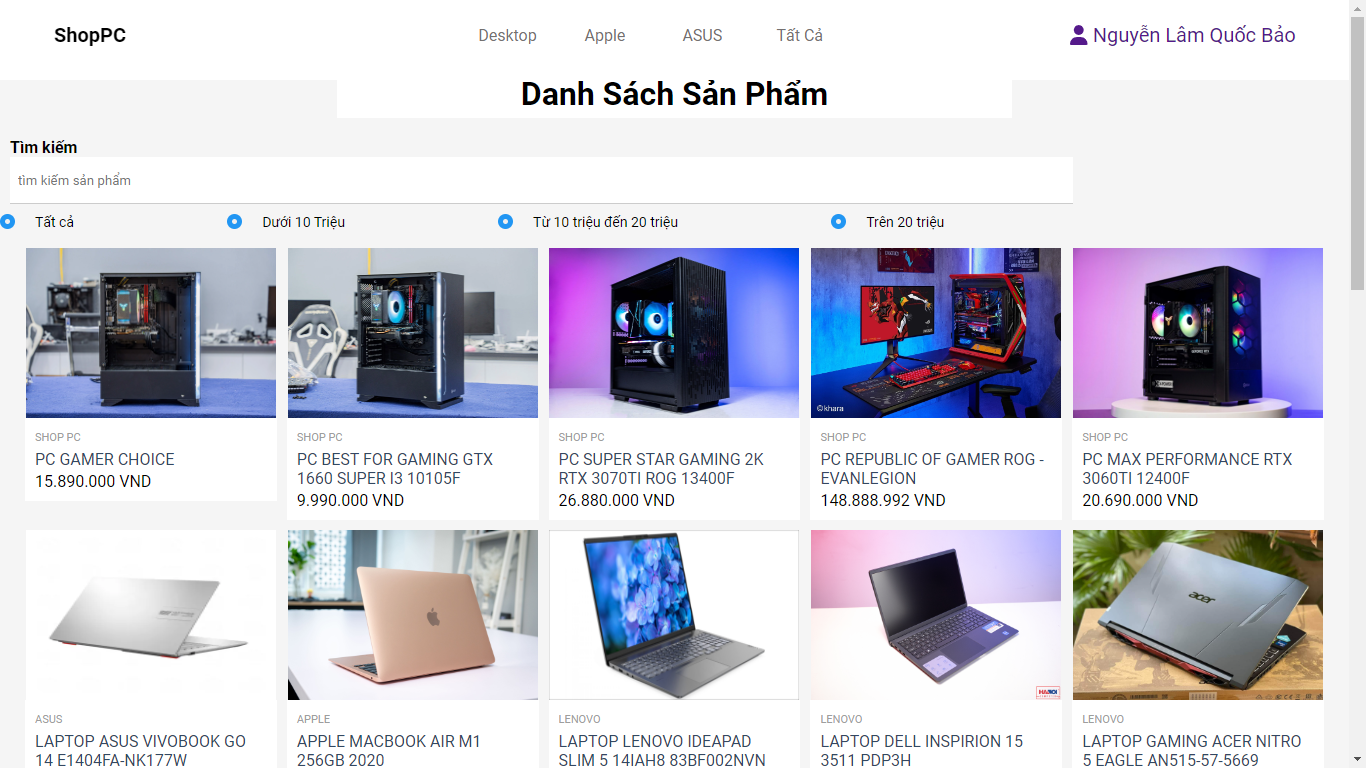 ShopPC
Desktop
Apple
ASUS
Tất Cả
Nguyễn Lâm Quốc Bảo
Danh Sách Sản Phẩm
Tìm kiếm
tìm kiếm sản phẩm
Tất cả
Dưới 10 Triệu
Từ 10 triệu đến 20 triệu
Trên 20 triệu
©khara
SHOP PC
PC GAMER CHOICE
15.890.000 VND
SHOP PC
PC BEST FOR GAMING GTX
1660 SUPER I3 10105F
9.990.000 VND
SHOP PC
PC SUPER STAR GAMING 2K
RTX 3070TI ROG 13400F
26.880.000 VND
SHOP PC
PC REPUBLIC OF GAMER ROG -
EVANLEGION
148.888.992 VND
SHOP PC
PC MAX PERFORMANCE RTX
3060TI 12400F
20.690.000 VND
acer
ASUS
LAPTOP ASUS VIVOBOOK GO
14 E1404FA-NK177W
APPLE
APPLE MACBOOK AIR M1
256GB 2020
LENOVO
LAPTOP LENOVO IDEAPAD
SLIM 5 14IAH8 83BF002NVN
LENOVO
LAPTOP DELL INSPIRION 15
3511 PDP3H
LENOVO
LAPTOP GAMING ACER NITRO
5 EAGLE AN515-57-5669